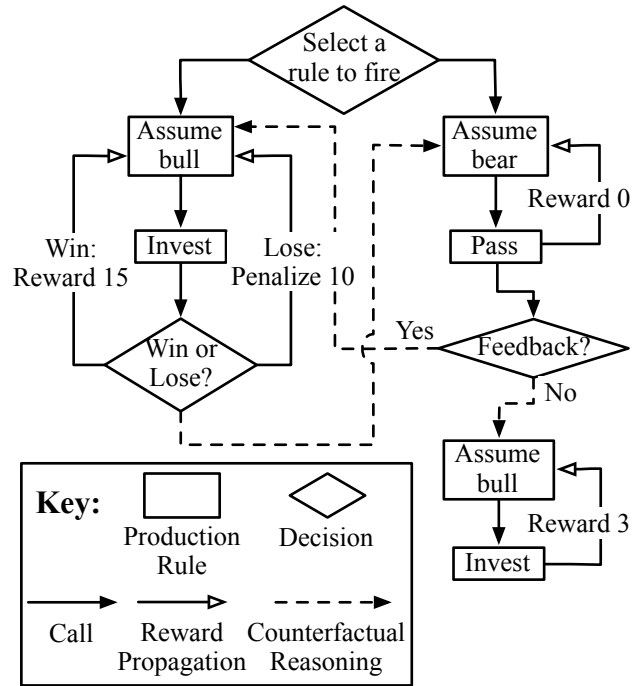 Select a
rule to fire
Assume
bull
Assume
bear
Reward 0
Win:
Reward 15
Invest
Lose:
Penalize 10
Pass
Win or
Lose?
Yes
Feedback?
No
Assume
bull
Reward 3
Invest
Key:
Production
Rule
Decision
Call
Reward
Propagation
Counterfactual
Reasoning